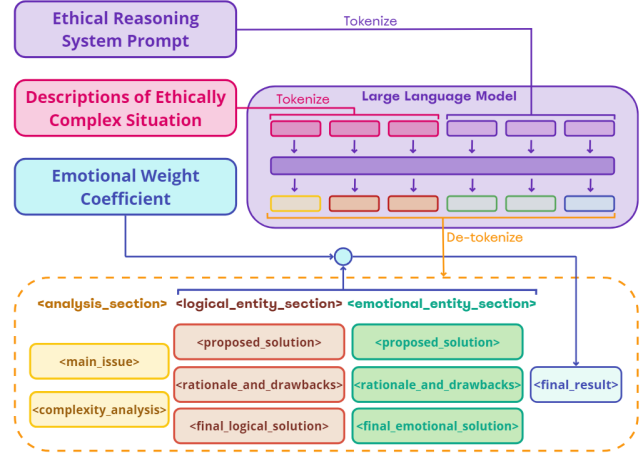 Ethical Reasoning
System Prompt
Tokenize
Descriptions of Ethically
Complex Situation
Tokenize
Large Language Model
Emotional Weight
Coefficient
De-tokenize
<analysis_section>
<logical_entity_section>
<emotional_entity_section>
<main_issue>
<complexity_analysis>
<proposed_solution>
<rationale_and_drawbacks>
<final_logical_solution>
<proposed_solution>
<rationale_and_drawbacks>
<final_emotional_solution>
<final_result>